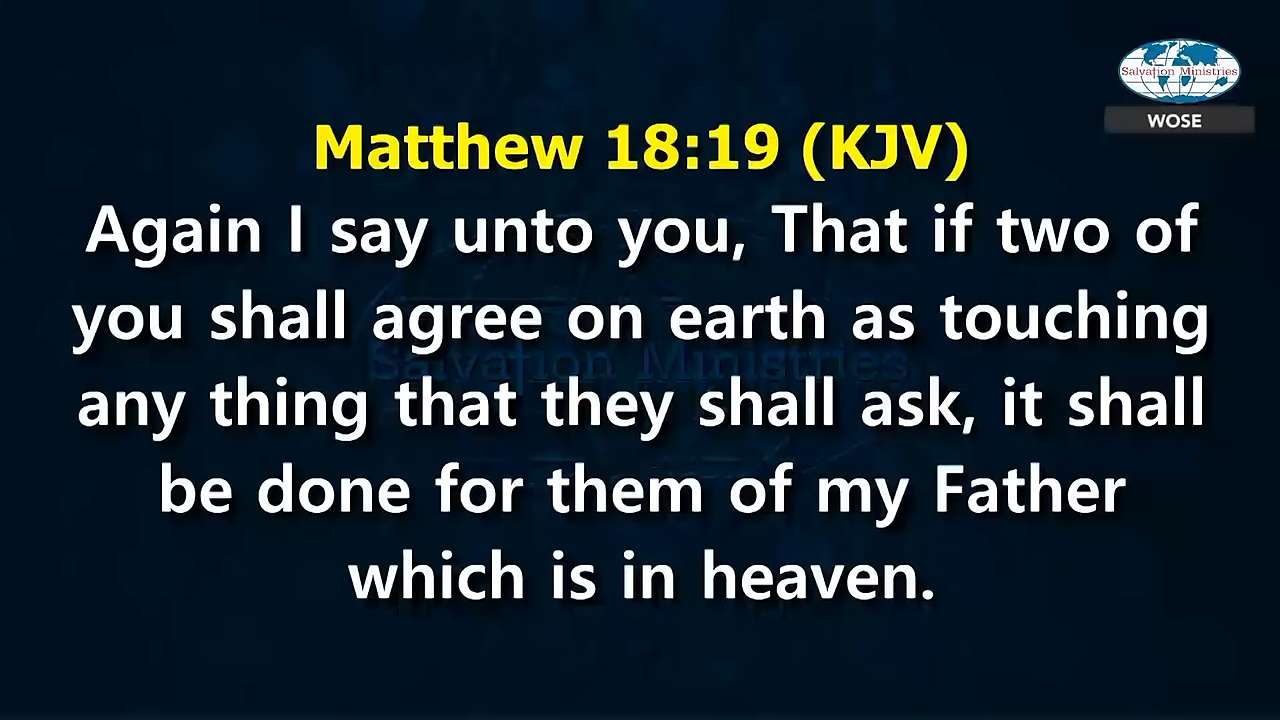 Salvation Ministries
WOSE
Matthew 18:19 (KJV)
Again I say unto you, That if two of
you shall agree on earth as touching
any thing that they shall ask, it shall
be done for them of my Father
which is in heaven.
Salvation Ministries